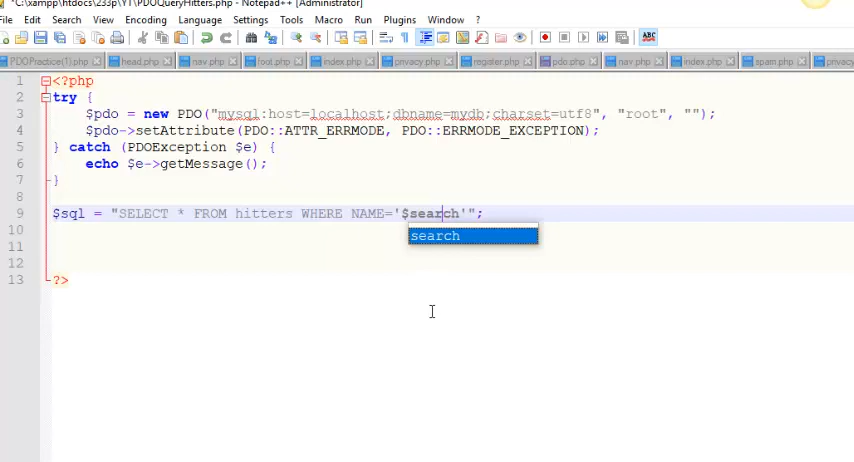 *C:\xampp\htdocs\233p\YT\PDOQueryHitters.php - Notepad++ [Administrator]
File Edit Search View Encoding Language Settings Tools Macro Run Plugins Window ?
PDOPractice(1).php head.php nav.php foot.php index.php privacy.php register.php pdo.php nav.php index.php spam.php privacy
1 <?php
2 try {
3 $pdo = new PDO("mysql:host=localhost;dbname=mydb;charset=utf8", "root", "");
4 $pdo->setAttribute(PDO::ATTR_ERRMODE, PDO::ERRMODE_EXCEPTION);
5 } catch (PDOException $e) {
6 echo $e->getMessage();
7 }
8
9 $sql = "SELECT * FROM hitters WHERE NAME='$search'";
10 search
11
12
13 ?>